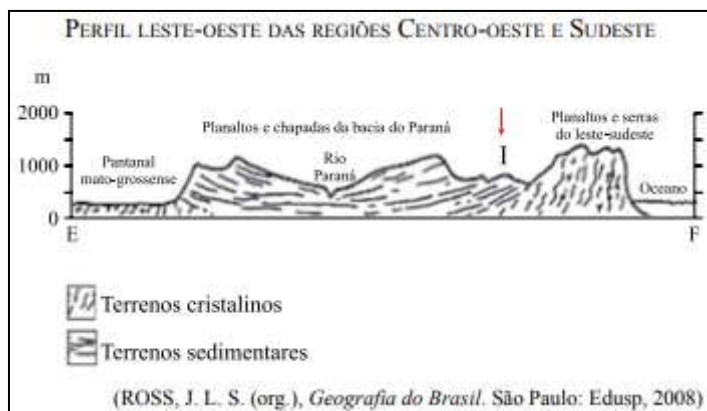 PERFIL LESTE-OESTE DAS REGIÕES CENTRO-OESTE E SUDESTE
m
2000
1000
0
Pantanal
mato-grossense
Planaltos e chapadas da bacia do Paraná
Rio
Paraná
I
Planaltos e serras
do leste-sudeste
Oceano
E
F
Terrenos cristalinos
Terrenos sedimentares
(ROSS, J. L. S. (org.), Geografia do Brasil. São Paulo: Edusp, 2008)